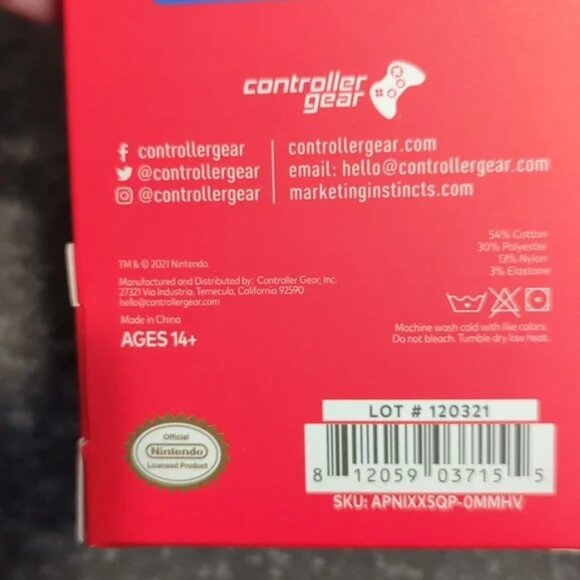 controller
gear
controllergear
@controllergear
@controllergear
controllergear.com
email: hello@controllergear.com
marketinginstincts.com
54% Cotton
30% Polyester
13% Nylon
3% Elastane
TM & © 2021 Nintendo.
Manufactured and Distributed by: Controller Gear, Inc.
27321 Via Industria, Temecula, California 92590
hello@controllergear.com
Made in China
AGES 14+
Machine wash cold with like colors.
Do not bleach. Tumble dry low heat.
LOT # 120321
8 12059 03715 5
SKU: APNIXXSQP-0MMHV
Official
Nintendo
Licensed Product